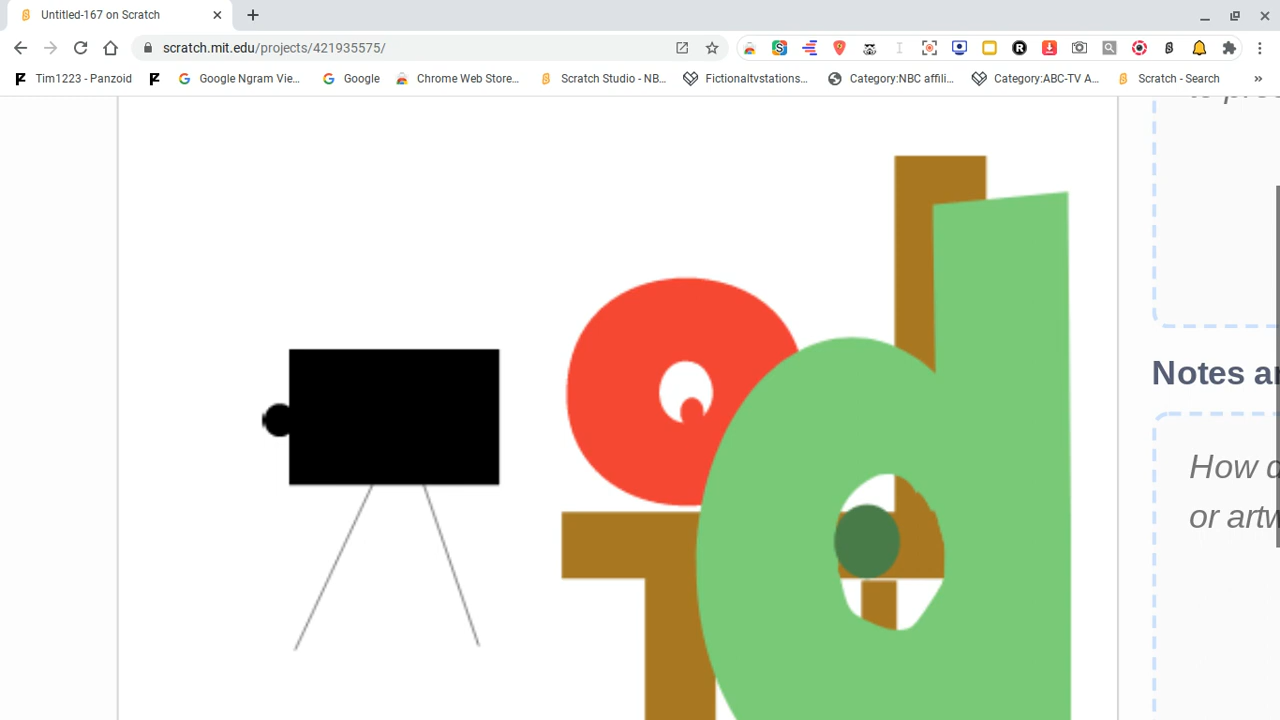 Untitled-167 on Scratch
scratch.mit.edu/projects/421935575/
Tim1223 - Panzoid
Google Ngram Vie...
Google
Chrome Web Store...
Scratch Studio - NB...
Fictionaltvstations...
Category:NBC affili...
Category:ABC-TV A...
Scratch - Search
Notes a
How d
or artw
d